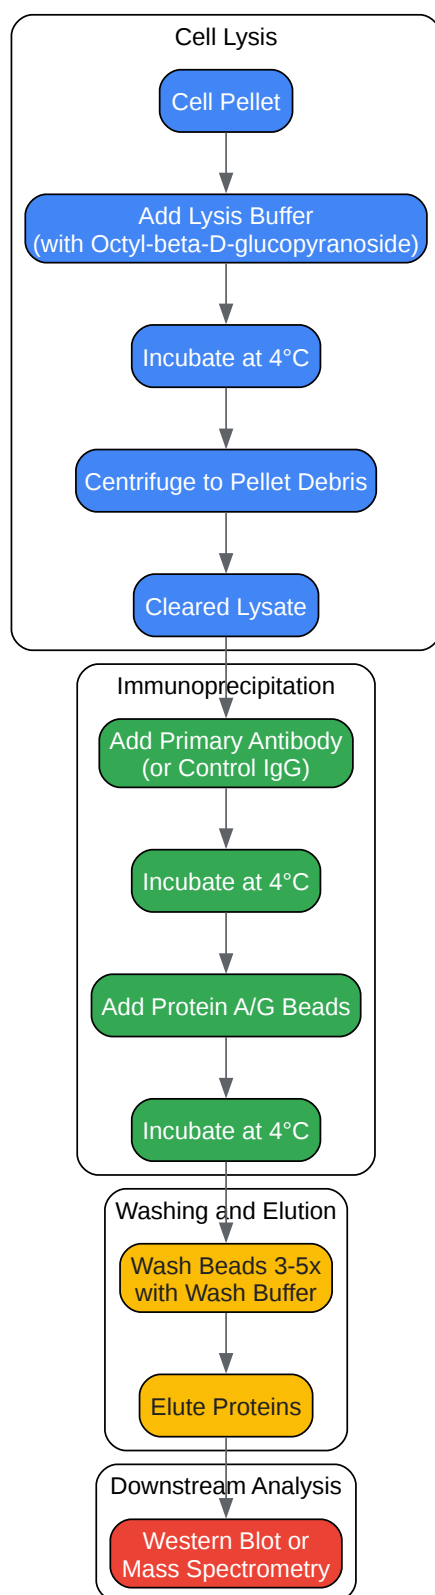 Cell Lysis
Cell Pellet
Add Lysis Buffer
(with Octyl-beta-D-glucopyranoside)
Incubate at 4°C
Centrifuge to Pellet Debris
Cleared Lysate
Immunoprecipitation
Add Primary Antibody
(or Control IgG)
Incubate at 4°C
Add Protein A/G Beads
Incubate at 4°C
Washing and Elution
Wash Beads 3-5x
with Wash Buffer
Elute Proteins
Downstream Analysis
Western Blot or
Mass Spectrometry